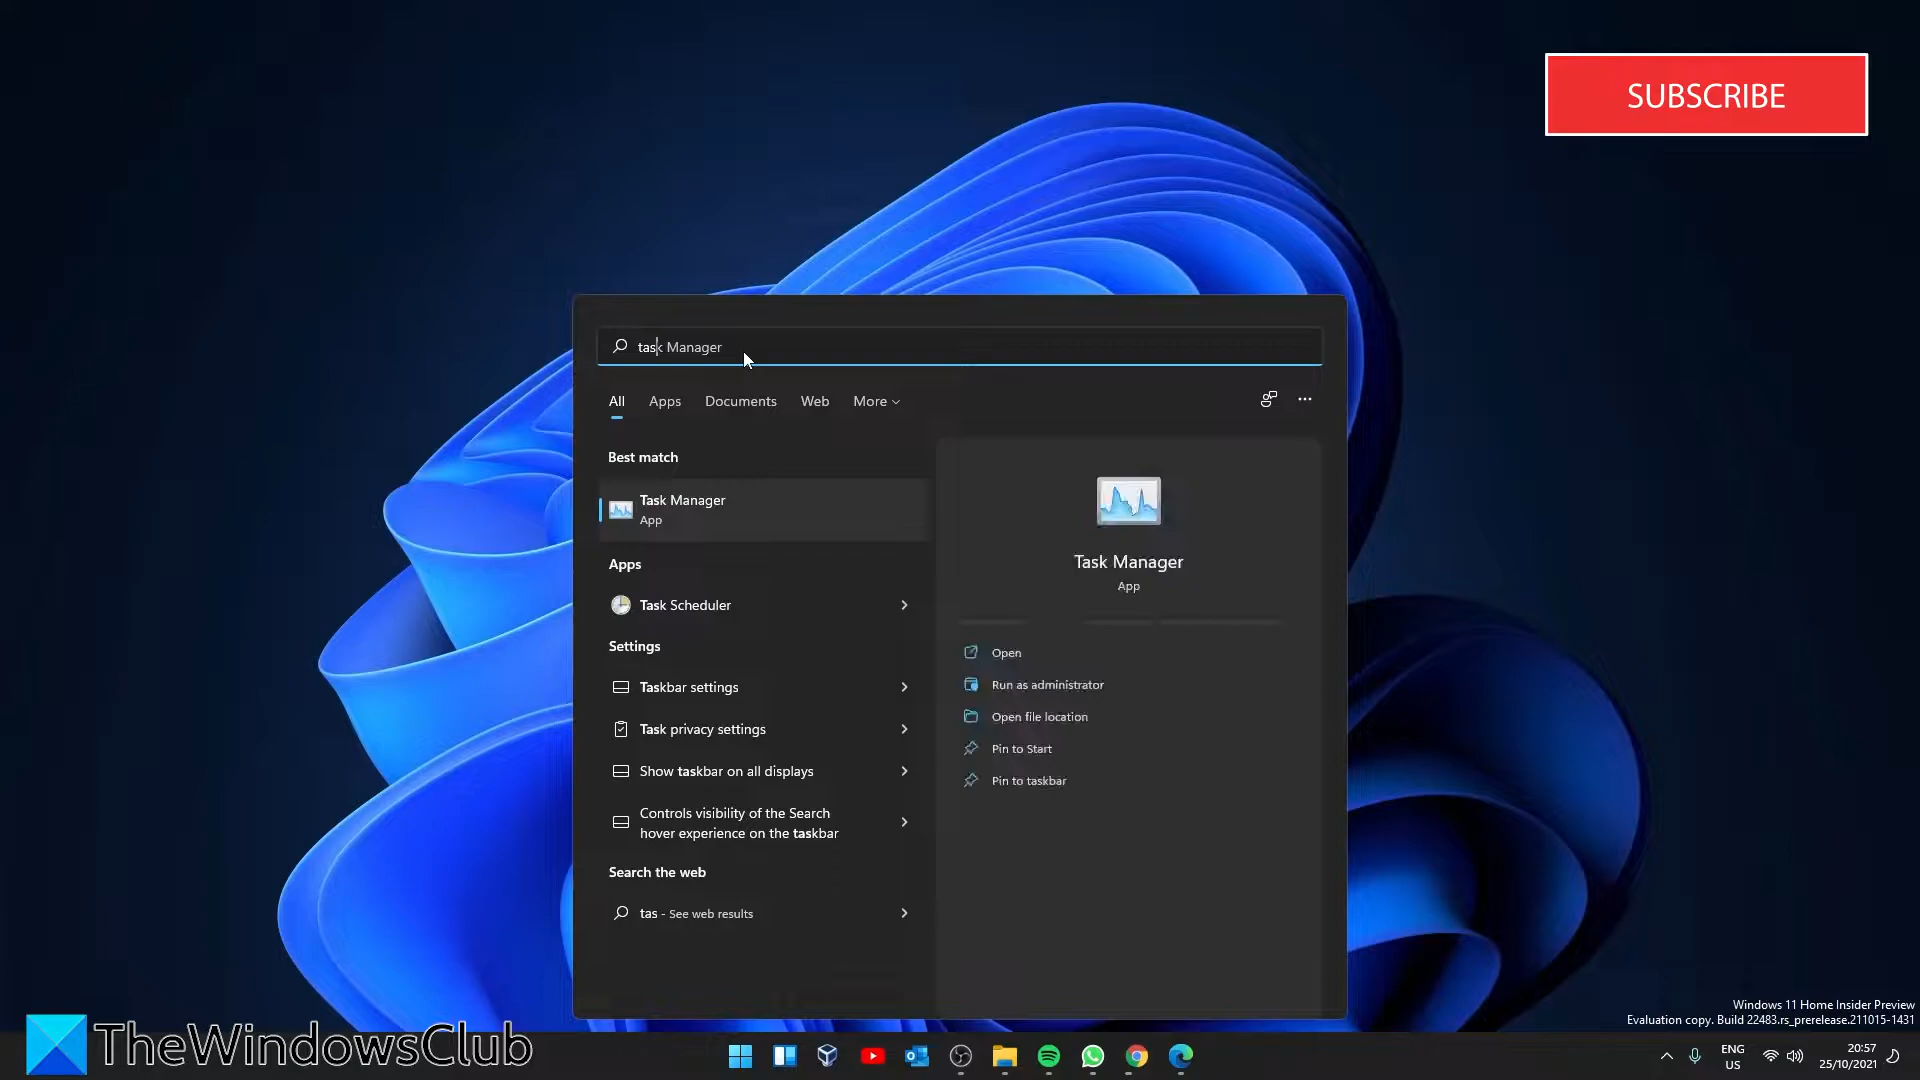 SUBSCRIBE
task Manager
All Apps Documents Web More
Best match
Task Manager
App
Apps
Task Scheduler
Settings
Taskbar settings
Task privacy settings
Show taskbar on all displays
Controls visibility of the Search
hover experience on the taskbar
Search the web
tas - See web results
Task Manager
App
Open
Run as administrator
Open file location
Pin to Start
Pin to taskbar
Windows 11 Home Insider Preview
Evaluation copy. Build 22483.rs_prerelease.211015-1431
TheWindowsClub
ENG
US
20:57
25/10/2021